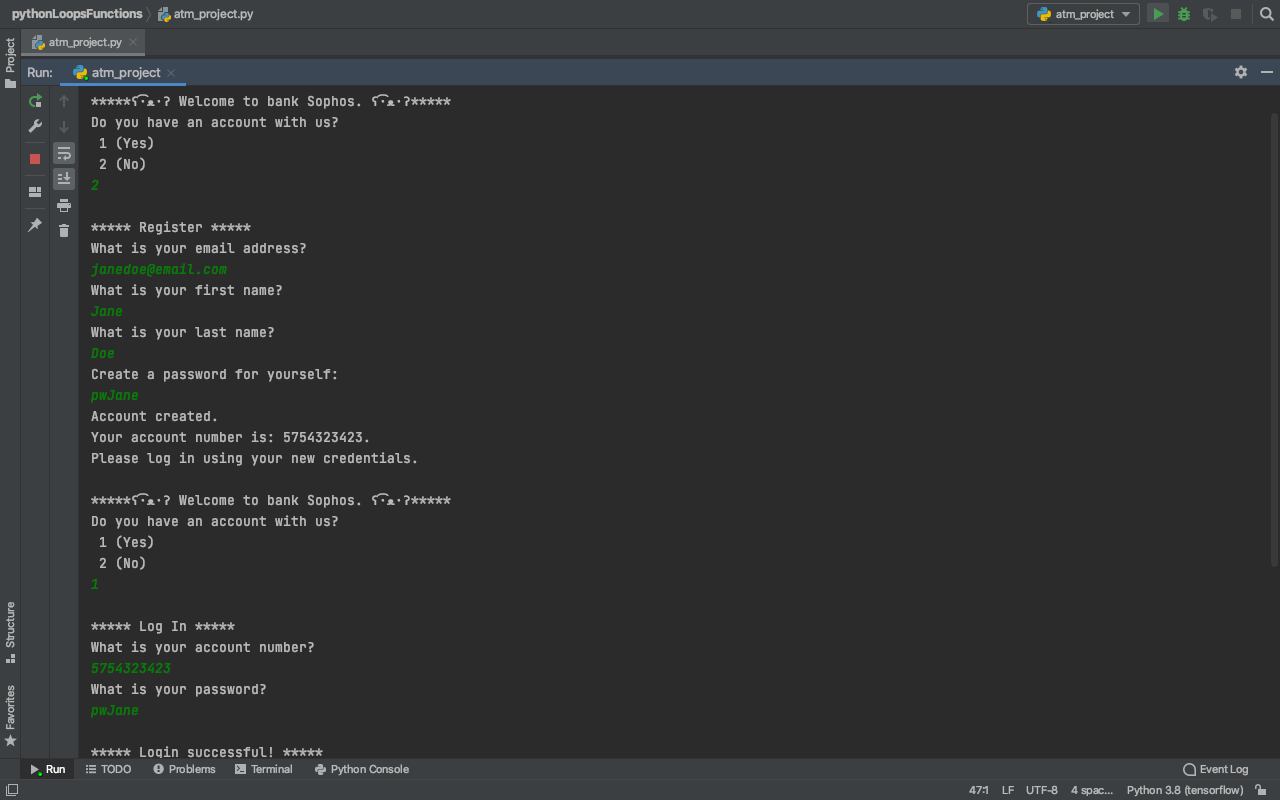 pythonLoopsFunctions atm_project.py atm_project
Project
atm_project.py
Run: atm_project
*****ʕ͡•ᴥ•ʔ Welcome to bank Sophos. ʕ͡•ᴥ•ʔ*****
Do you have an account with us?
1 (Yes)
2 (No)
2
***** Register *****
What is your email address?
janedoe@email.com
What is your first name?
Jane
What is your last name?
Doe
Create a password for yourself:
pwJane
Account created.
Your account number is: 5754323423.
Please log in using your new credentials.
*****ʕ͡•ᴥ•ʔ Welcome to bank Sophos. ʕ͡•ᴥ•ʔ*****
Do you have an account with us?
1 (Yes)
2 (No)
1
***** Log In *****
What is your account number?
5754323423
What is your password?
pwJane
***** Login successful! *****
Structure
Favorites
Run TODO Problems Terminal Python Console Event Log
47:1 LF UTF-8 4 spac... Python 3.8 (tensorflow)